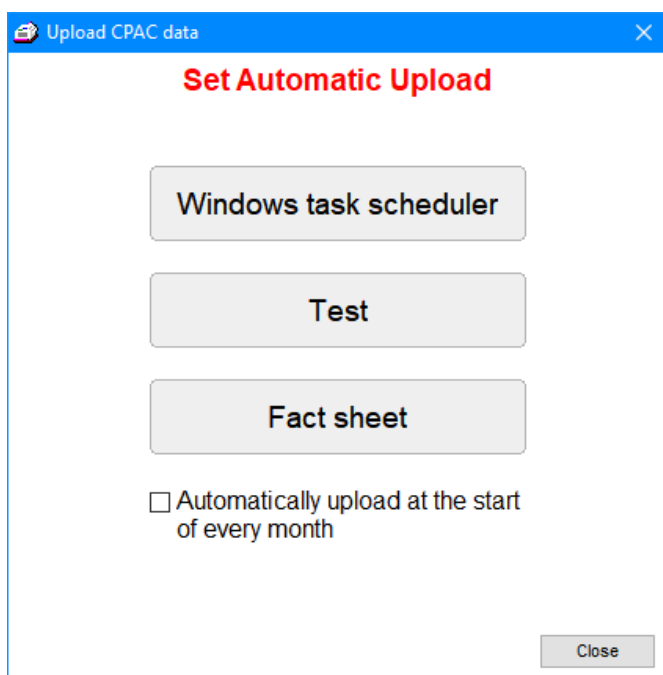 Upload CPAC data
Set Automatic Upload
Windows task scheduler
Test
Fact sheet
Automatically upload at the start
of every month
Close